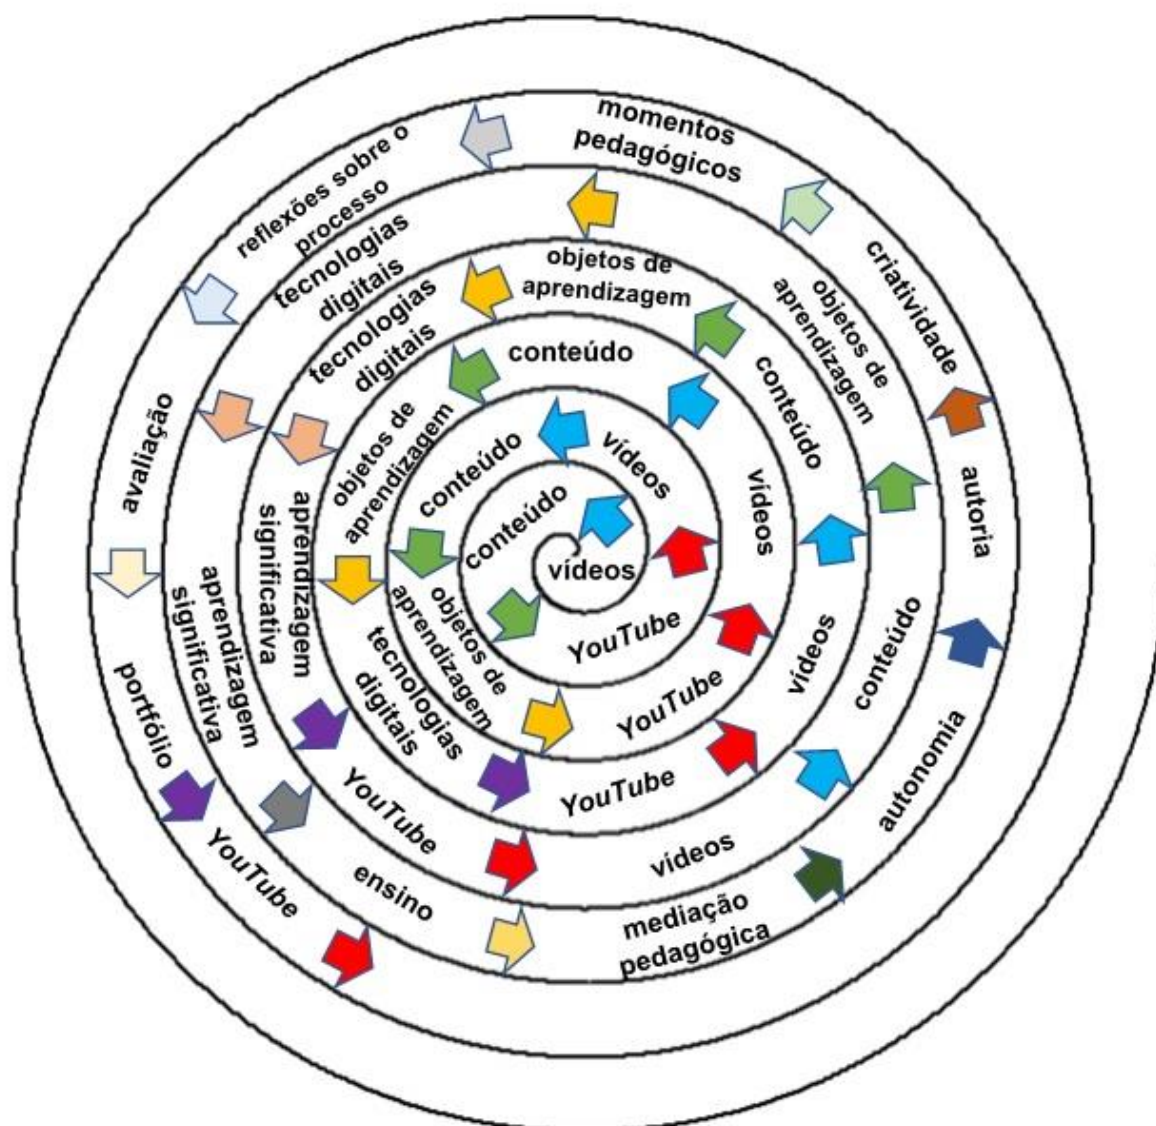 vídeos
conteúdo
YouTube
vídeos
conteúdo
objetos de
aprendizagem
YouTube
vídeos
conteúdo
objetos de
aprendizagem
tecnologias
digitais
YouTube
vídeos
conteúdo
objetos de
aprendizagem
tecnologias
digitais
aprendizagem
significativa
YouTube
vídeos
conteúdo
objetos de
aprendizagem
tecnologias
digitais
aprendizagem
significativa
ensino
mediação
pedagógica
autonomia
autoria
criatividade
momentos
pedagógicos
reflexões sobre o
processo
avaliação
portfólio
YouTube